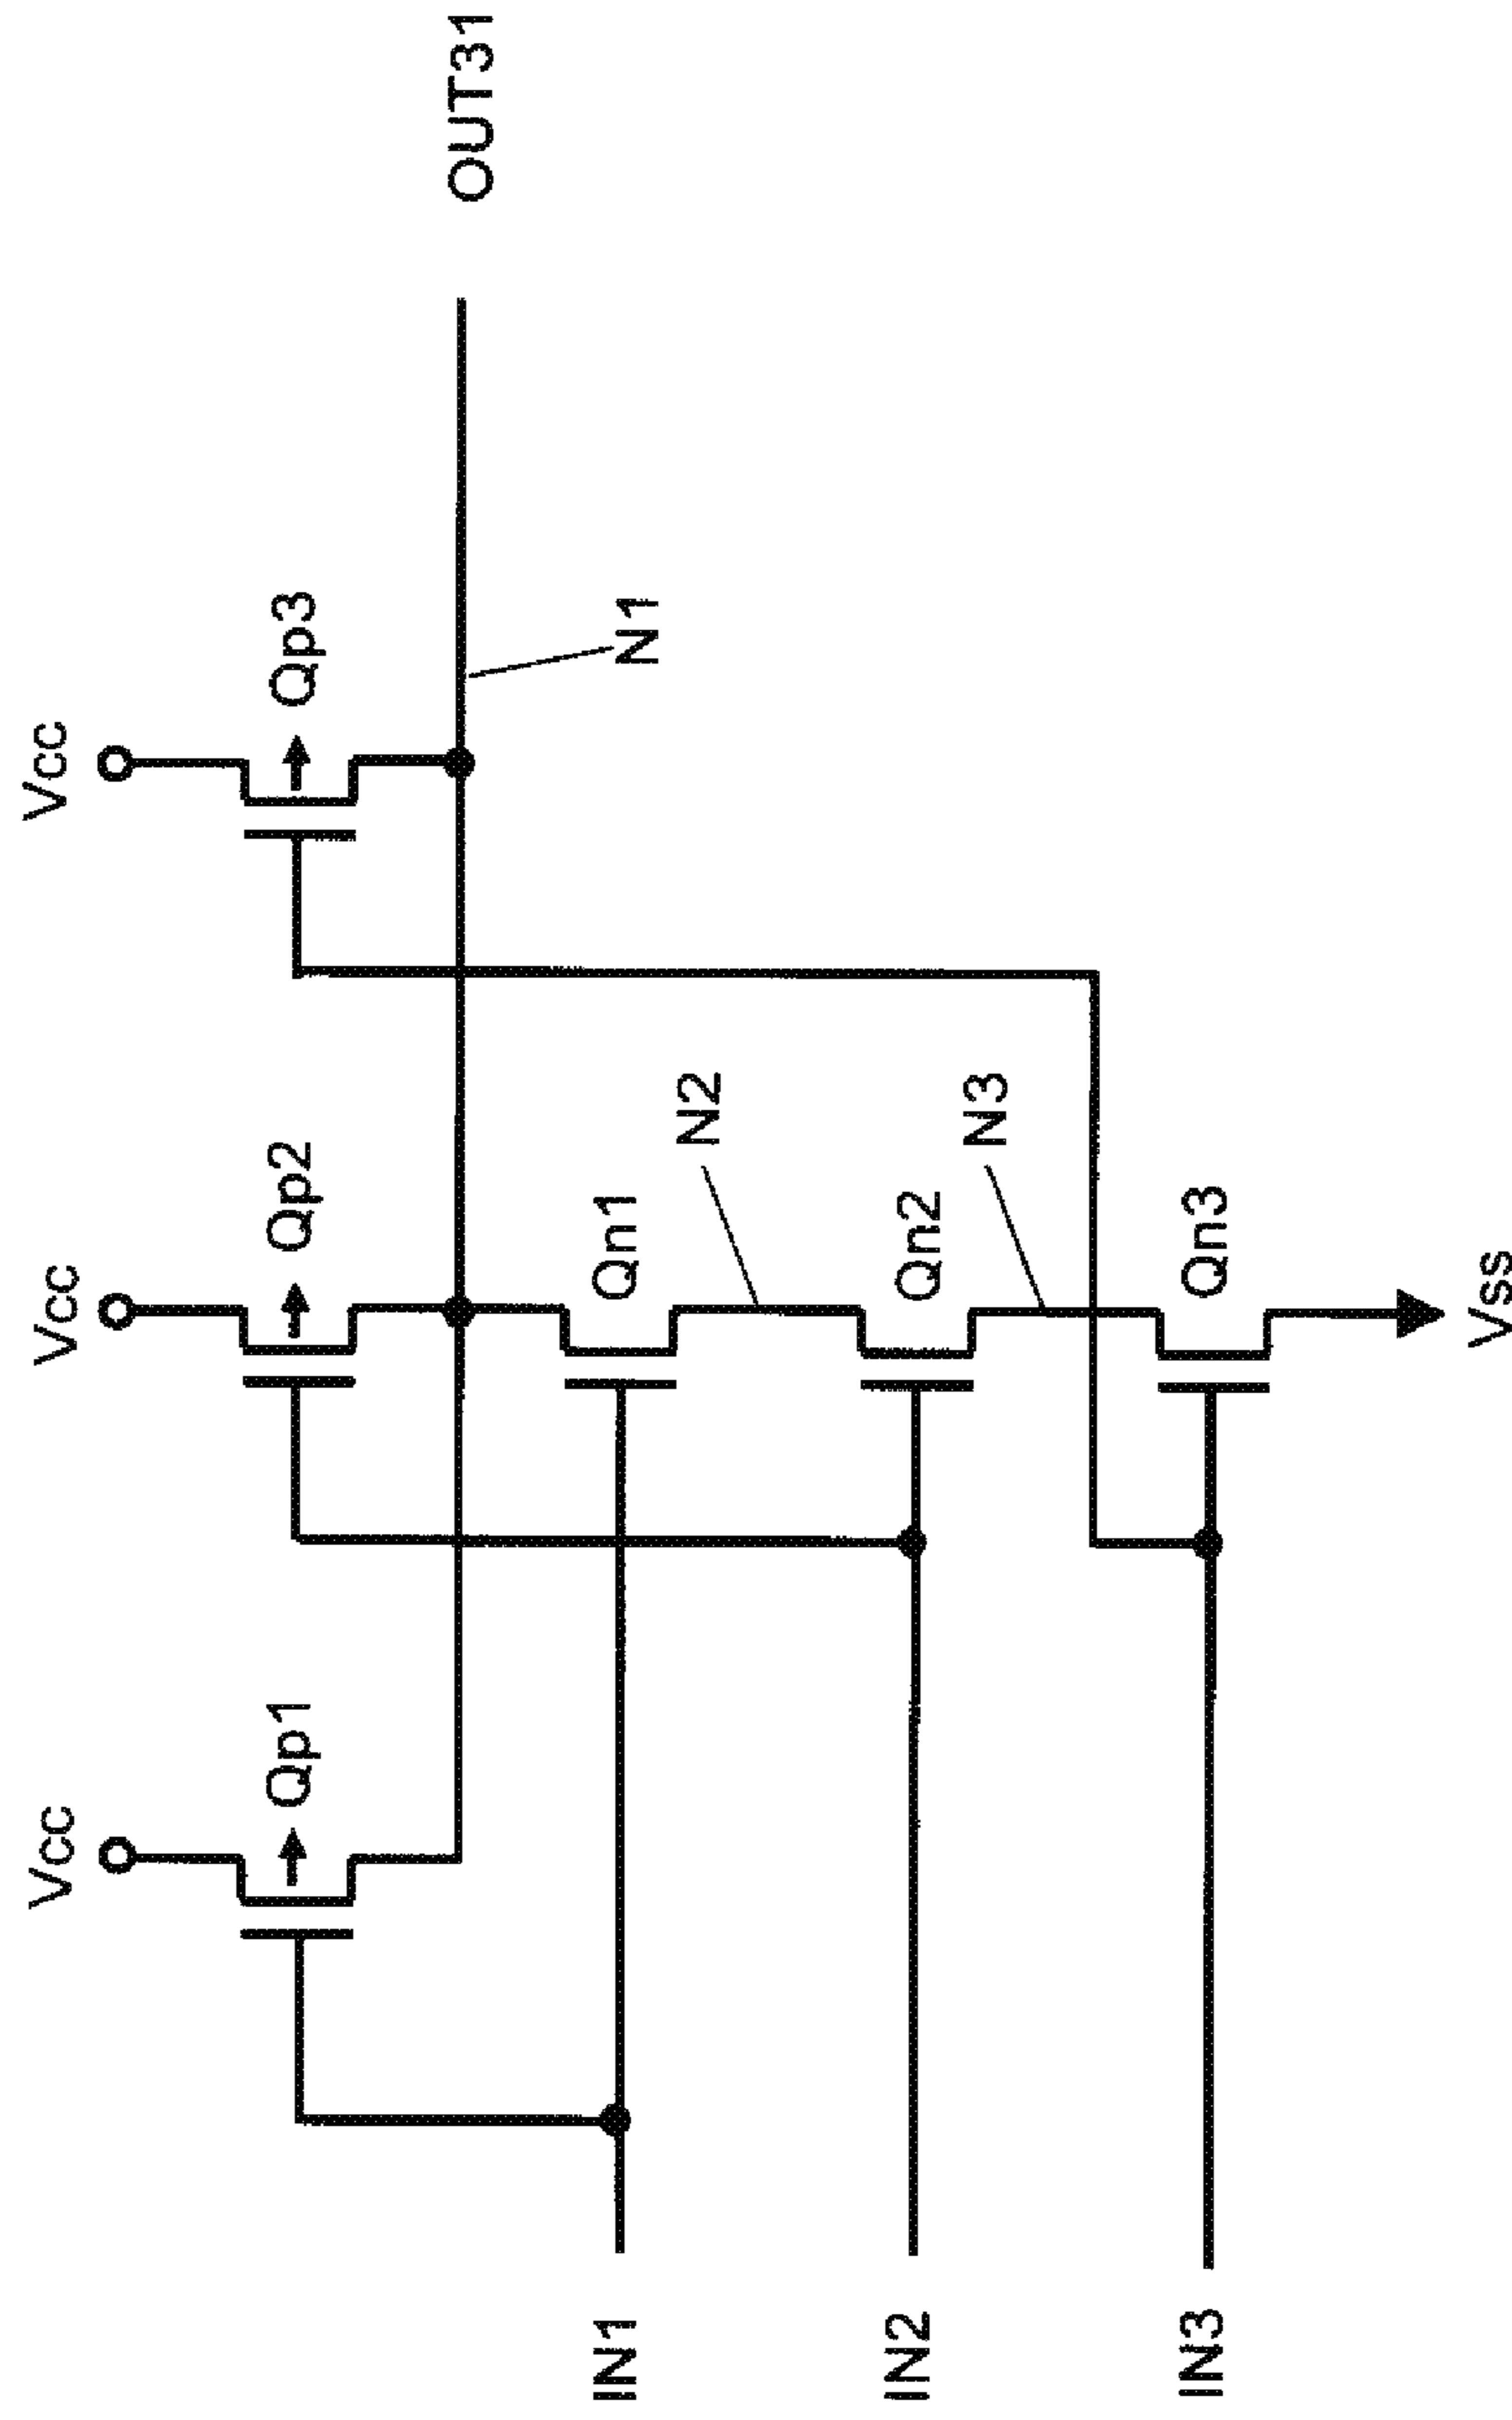 Vcc
Vcc
Vcc
Qp1
Qp2
Qp3
OUT31
N1
IN1
Qn1
N2
IN2
Qn2
N3
IN3
Qn3
Vss